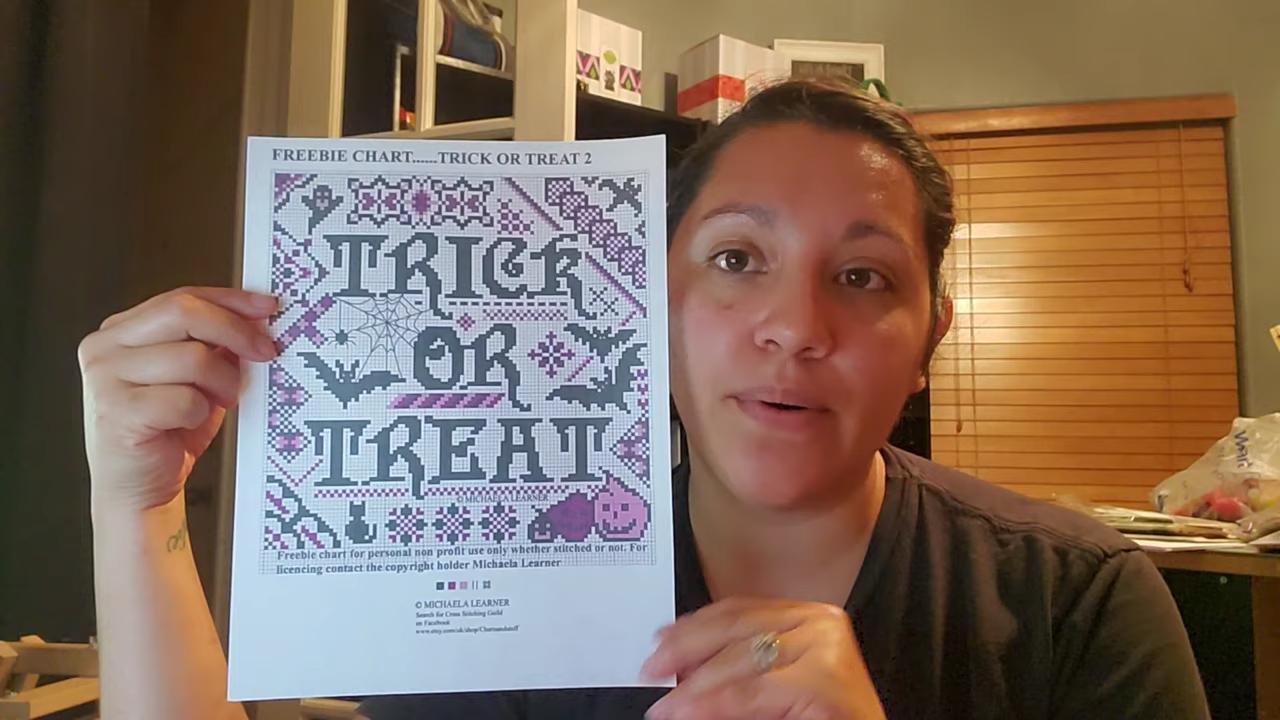 FREEBIE CHART......TRICK OR TREAT 2
TRICK
OR
TREAT
© MICHAELA LEARNER
Freebie chart for personal non profit use only whether stitched or not. For
licencing contact the copyright holder Michaela Learner
© MICHAELA LEARNER
Search for Cross Stitching Guild
on Facebook